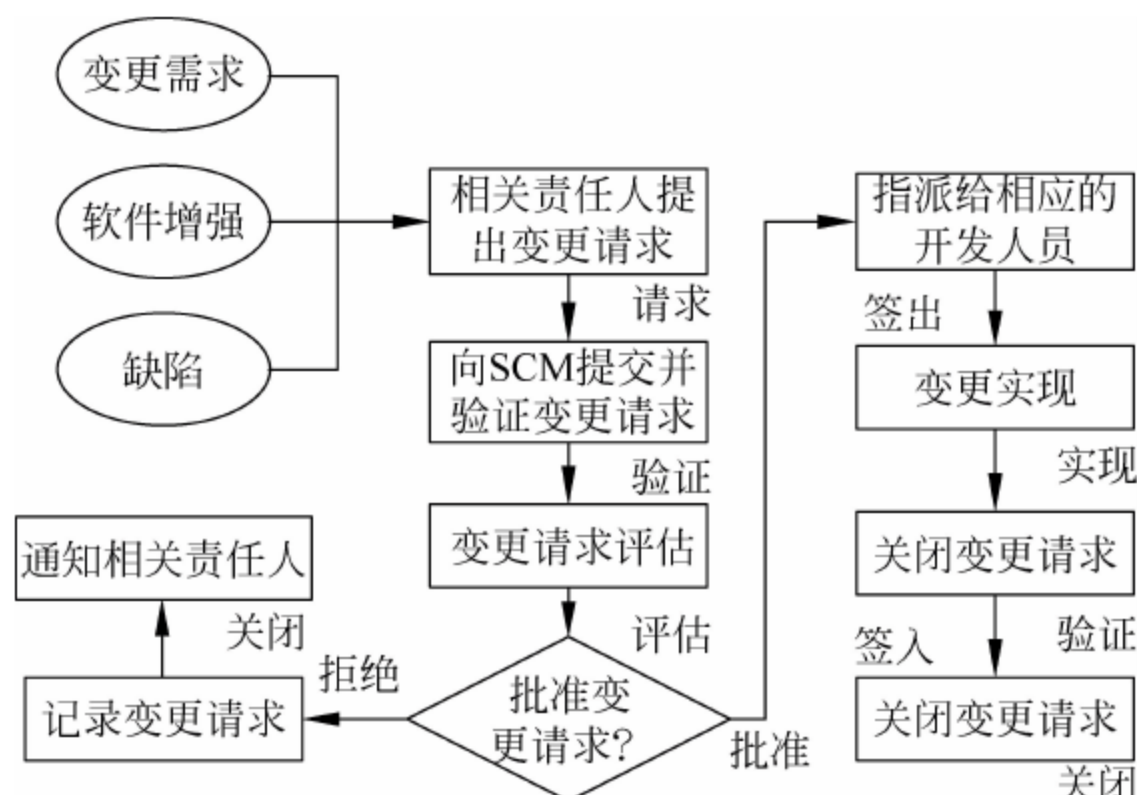 变更需求
软件增强
缺陷
相关责任人提
出变更请求
请求
向SCM提交并
验证变更请求
验证
变更请求评估
评估
批准变
更请求?
拒绝
记录变更请求
关闭
通知相关责任人
批准
指派给相应的
开发人员
签出
变更实现
实现
关闭变更请求
签入
验证
关闭变更请求
关闭